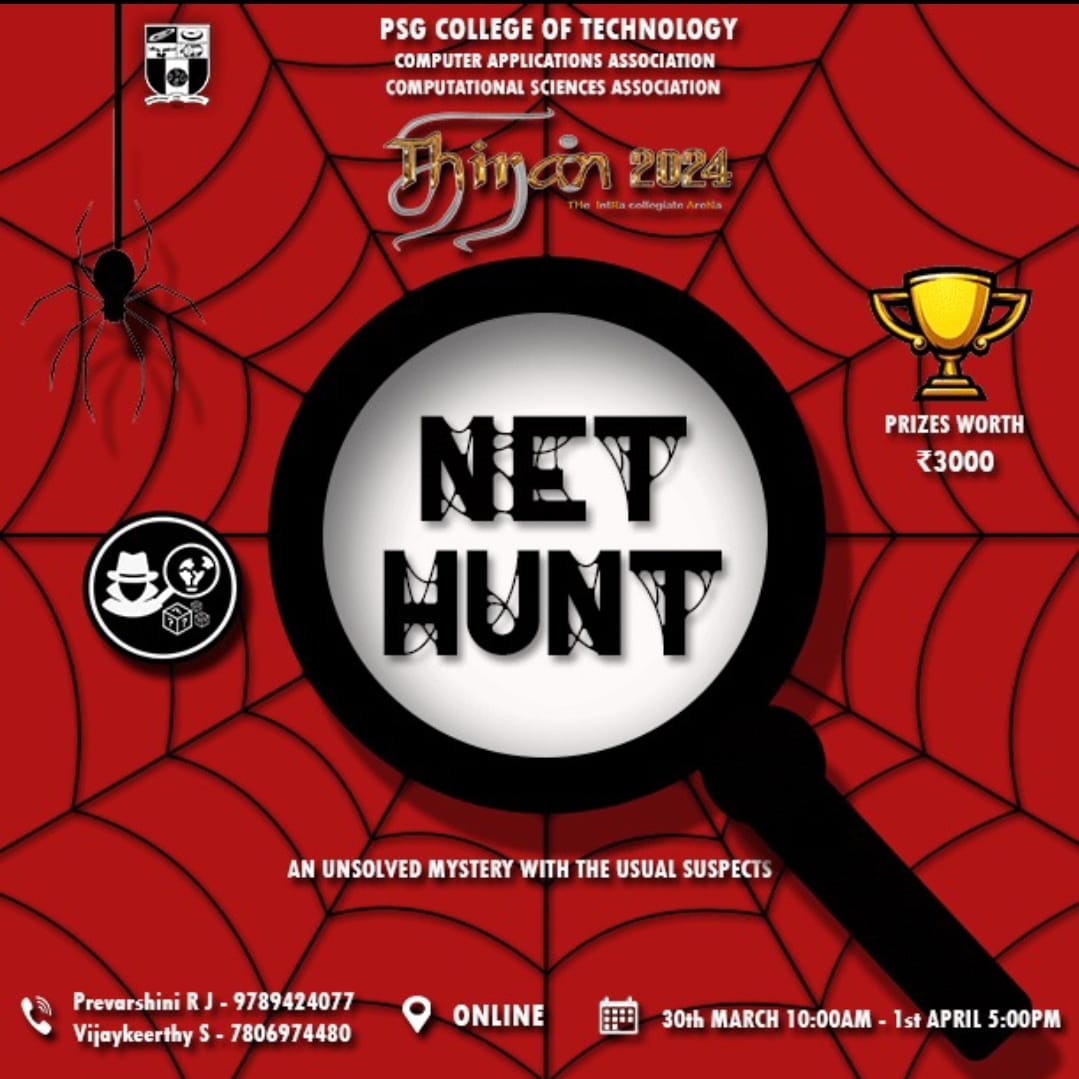 PSG COLLEGE OF TECHNOLOGY
COMPUTER APPLICATIONS ASSOCIATION
COMPUTATIONAL SCIENCES ASSOCIATION
Thiறன் 2024
THe IntRa collegiate AreNa
PRIZES WORTH
₹3000
NET
HUNT
? ?
AN UNSOLVED MYSTERY WITH THE USUAL SUSPECTS
Prevarshini R J - 9789424077
Vijaykeerthy S - 7806974480
ONLINE
30th MARCH 10:00AM - 1st APRIL 5:00PM